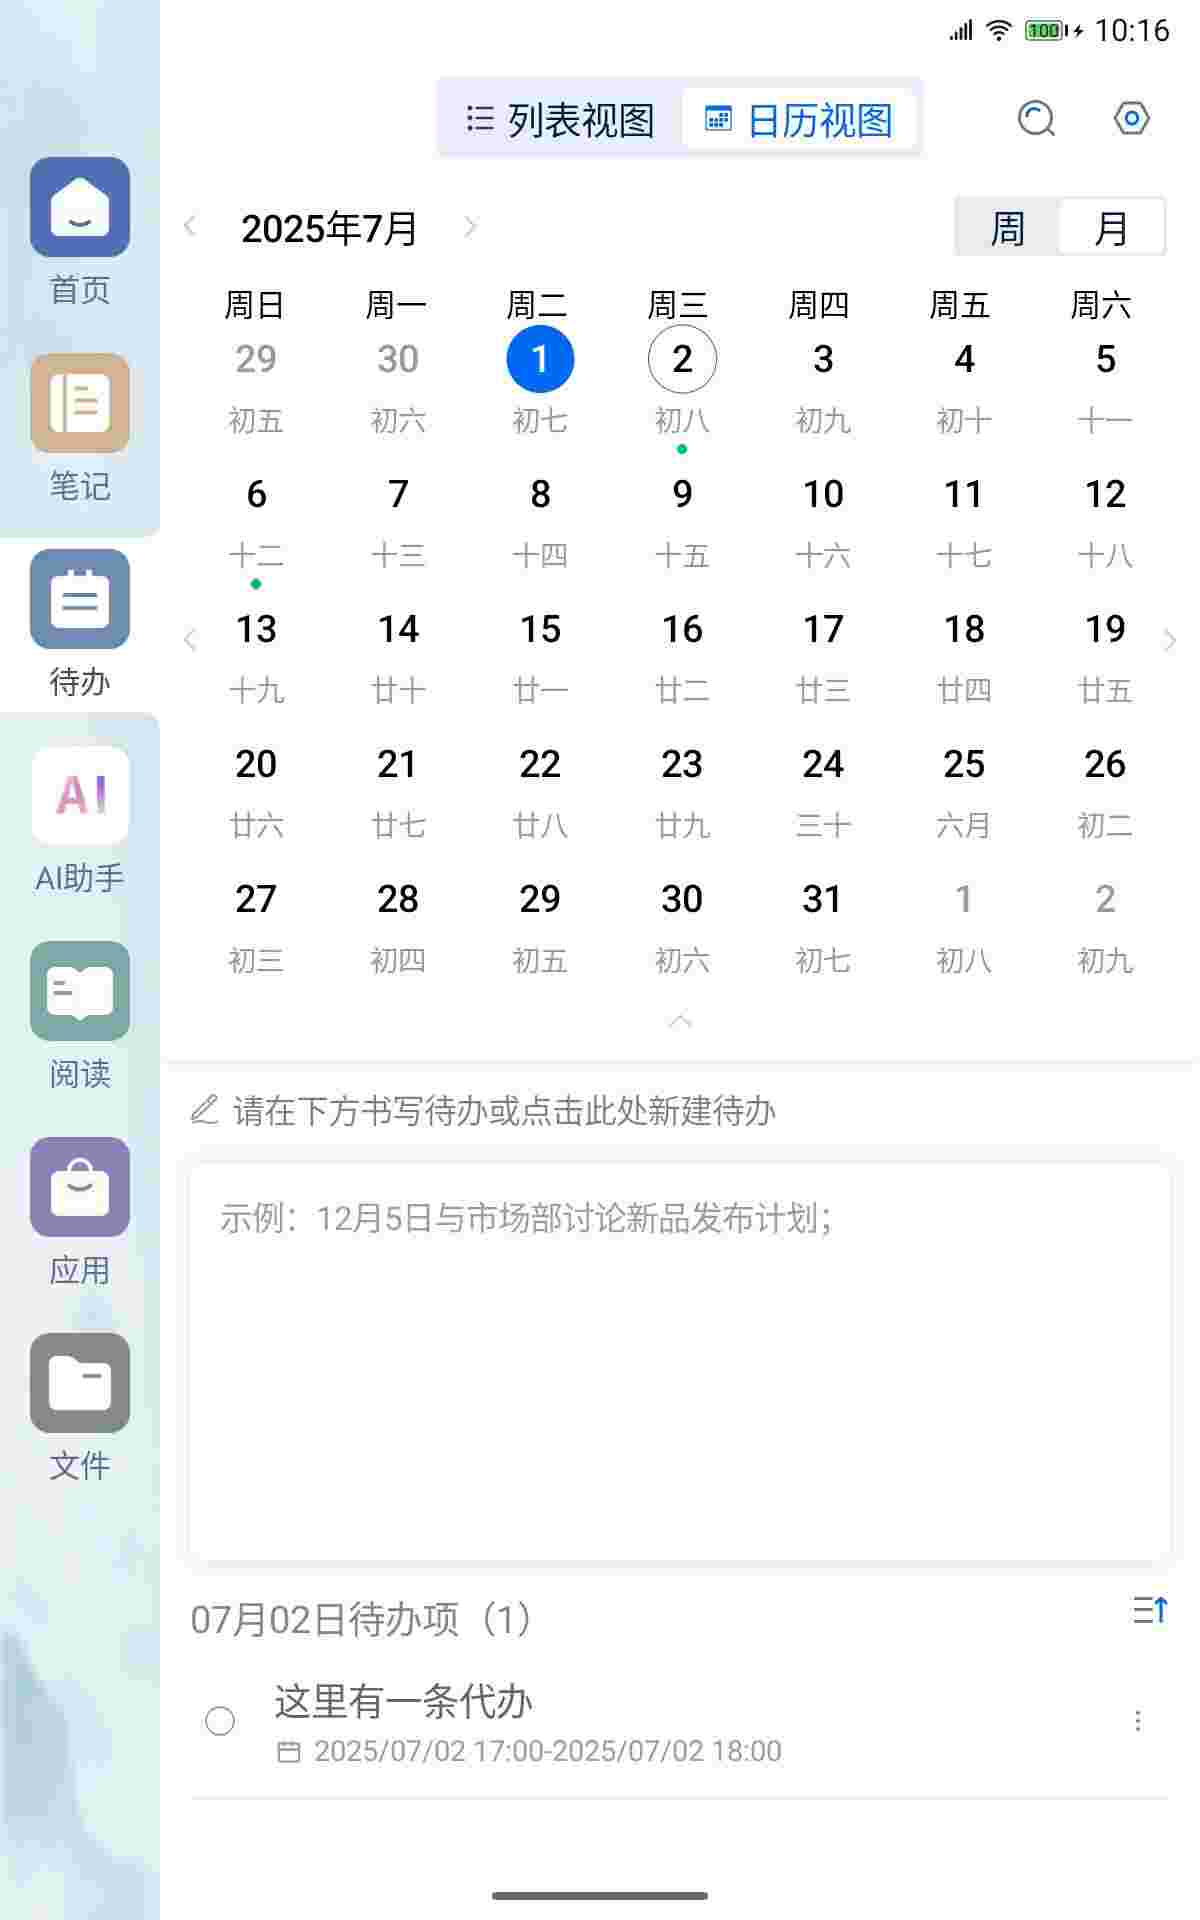 100 10:16
列表视图 日历视图
首页
笔记
待办
AI
AI助手
阅读
应用
文件
2025年7月 周 月
周日 周一 周二 周三 周四 周五 周六
29 30 1 2 3 4 5
初五 初六 初七 初八 初九 初十 十一
6 7 8 9 10 11 12
十二 十三 十四 十五 十六 十七 十八
13 14 15 16 17 18 19
十九 廿十 廿一 廿二 廿三 廿四 廿五
20 21 22 23 24 25 26
廿六 廿七 廿八 廿九 三十 六月 初二
27 28 29 30 31 1 2
初三 初四 初五 初六 初七 初八 初九
请在下方书写待办或点击此处新建待办
示例：12月5日与市场部讨论新品发布计划；
07月02日待办项（1）
这里有一条代办
2025/07/02 17:00-2025/07/02 18:00